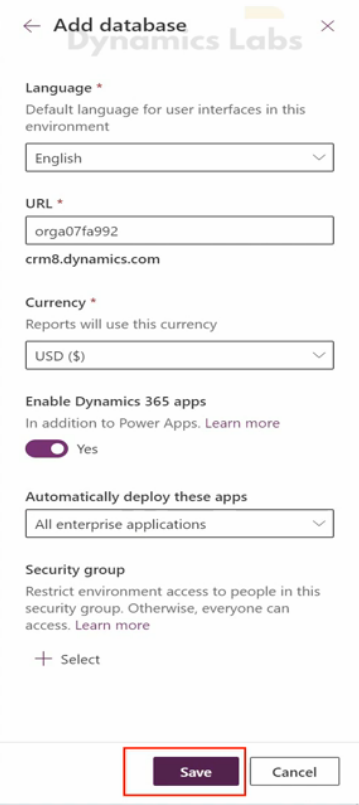 Add database
Dynamics Labs
Language *
Default language for user interfaces in this
environment
English
URL *
orga07fa992
crm8.dynamics.com
Currency *
Reports will use this currency
USD ($)
Enable Dynamics 365 apps
In addition to Power Apps. Learn more
Yes
Automatically deploy these apps
All enterprise applications
Security group
Restrict environment access to people in this
security group. Otherwise, everyone can
access. Learn more
Select
Save
Cancel